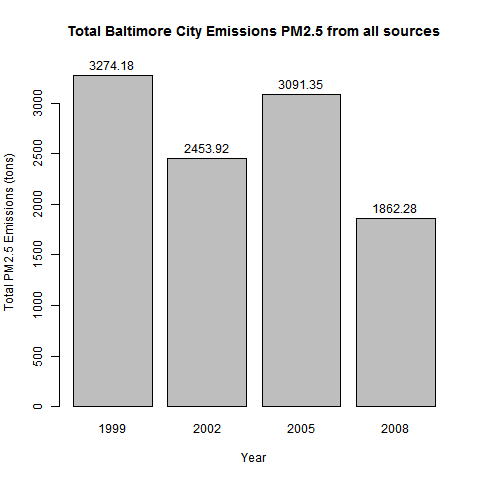 Total Baltimore City Emissions PM2.5 from all sources
Total PM2.5 Emissions (tons)
3000
2500
2000
1500
1000
500
0
3274.18
2453.92
3091.35
1862.28
1999 2002 2005 2008
Year